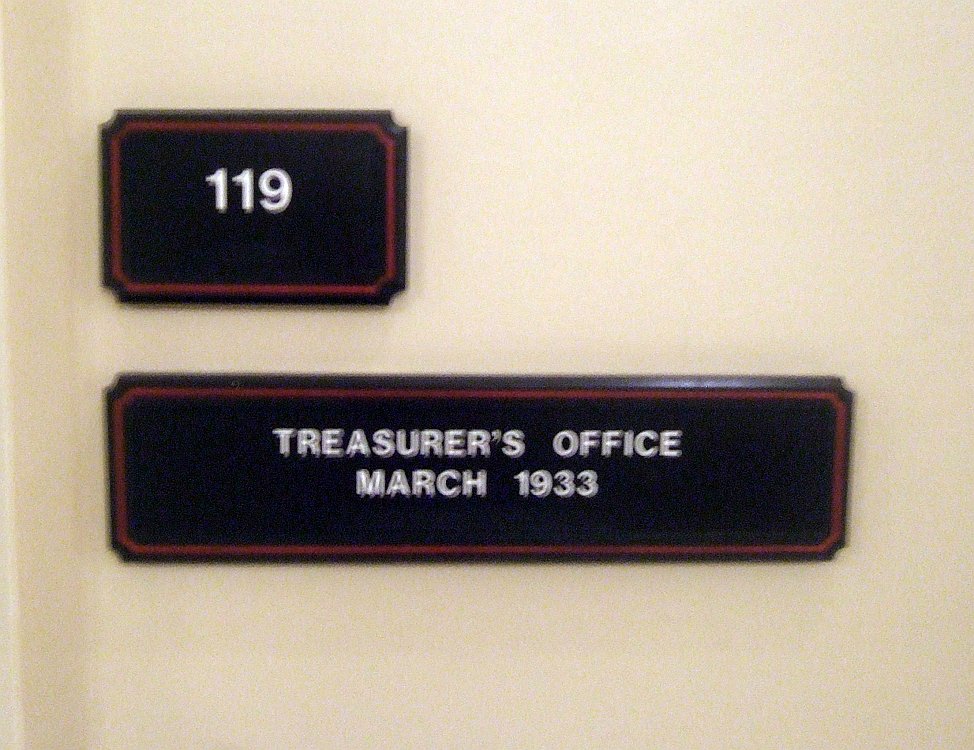 119
TREASURER'S OFFICE
MARCH 1933